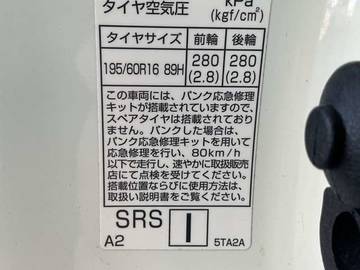 タイヤ空気圧 kPa
(kgf/c㎡)
タイヤサイズ 前輪 後輪
195/60R16 89H 280 280
(2.8) (2.8)
この車両には、パンク応急修理
キットが搭載されていますので、
スペアタイヤは搭載されており
ません。パンクした場合は、
パンク応急修理キットを用いて
応急修理を行い、80km/h
以下で走行し、速やかに取扱販売
店にて点検を受けてください。
搭載位置ならびに使用方法は、
取扱い説明書をご覧ください。
SRS I
A2 5TA2A